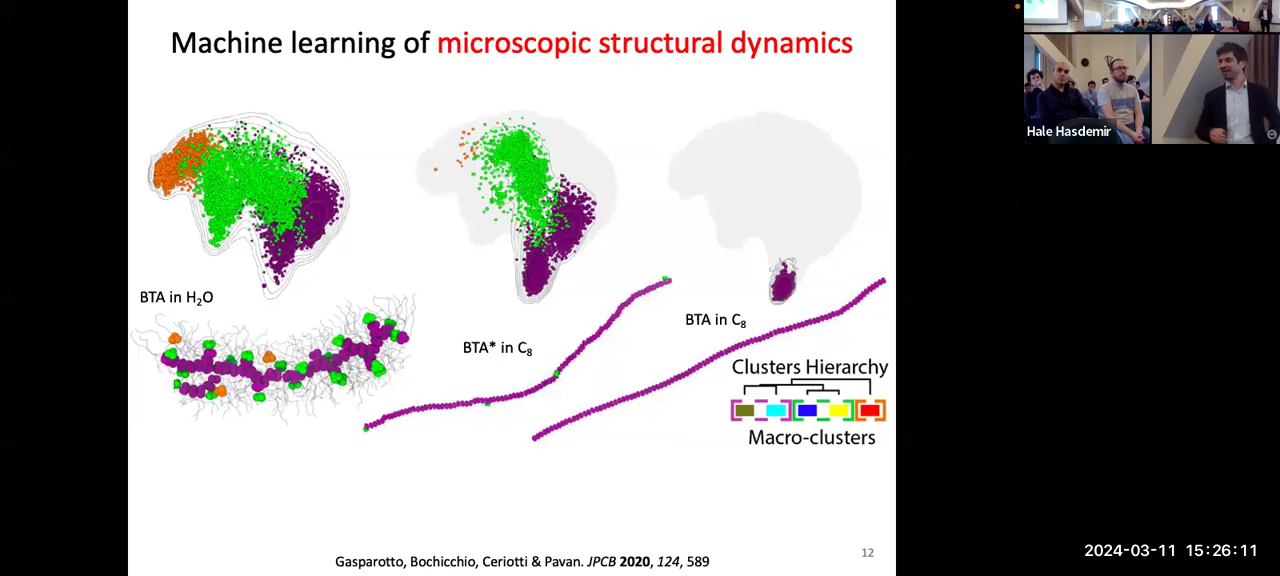 Machine learning of microscopic structural dynamics
BTA in H₂O
BTA* in C₈
BTA in C₈
Clusters Hierarchy
Macro-clusters
Gasparotto, Bochicchio, Ceriotti & Pavan. JPCB 2020, 124, 589
12
Hale Hasdemir
2024-03-11 15:26:11